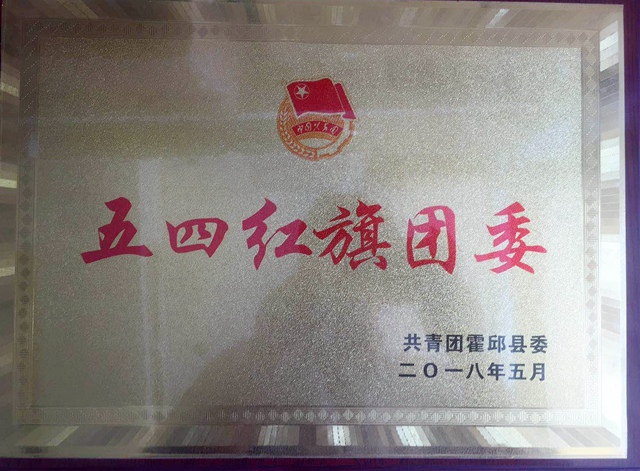 五四红旗团委
共青团霍邱县委
二〇一八年五月